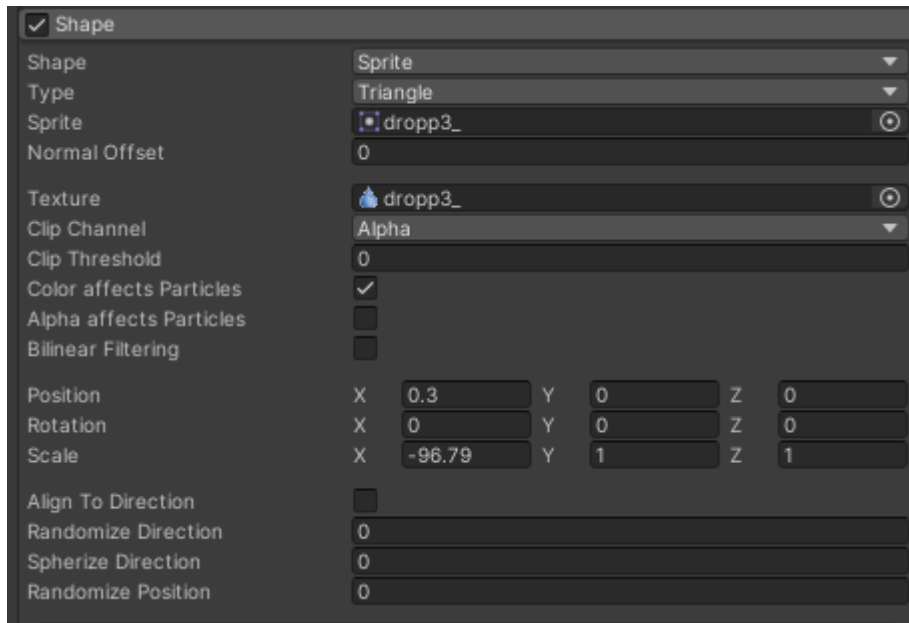 Shape
Shape Sprite
Type Triangle
Sprite dropp3_
Normal Offset 0
Texture dropp3_
Clip Channel Alpha
Clip Threshold 0
Color affects Particles
Alpha affects Particles
Bilinear Filtering
Position X 0.3 Y 0 Z 0
Rotation X 0 Y 0 Z 0
Scale X -96.79 Y 1 Z 1
Align To Direction
Randomize Direction 0
Spherize Direction 0
Randomize Position 0